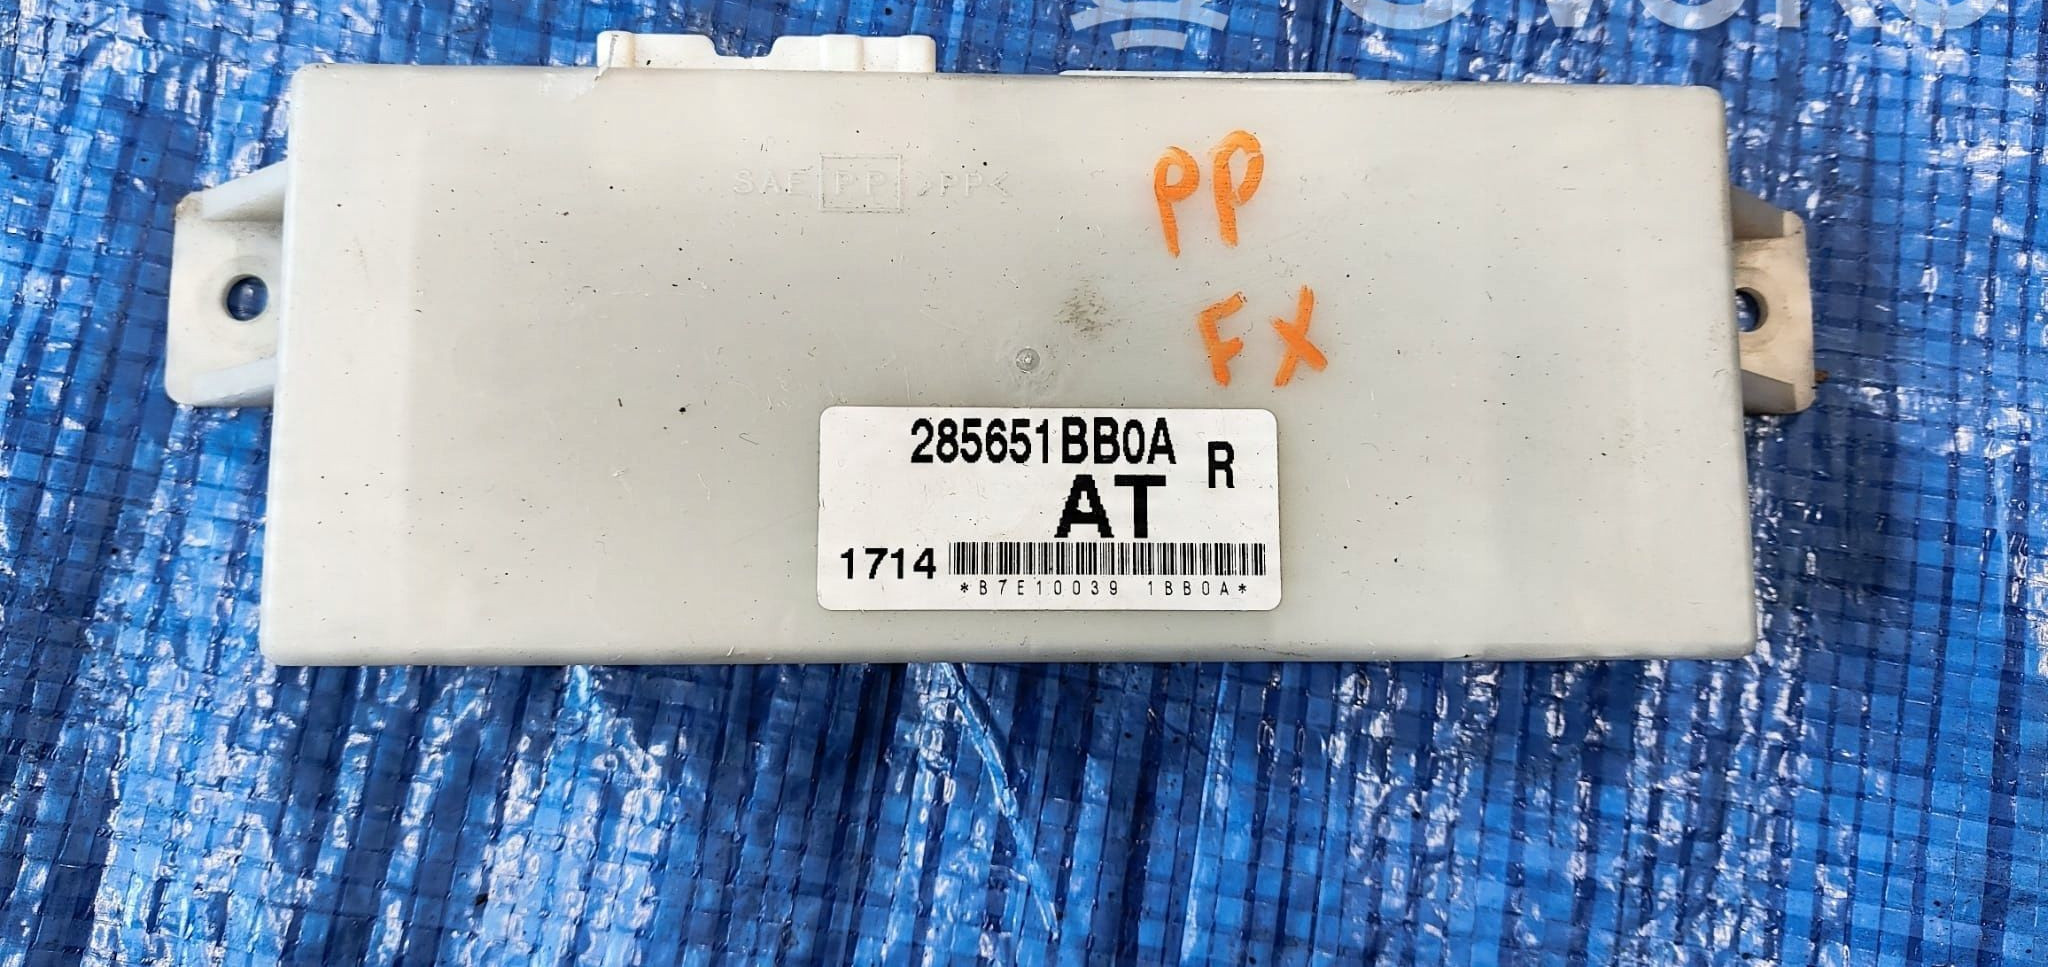 SAE PP >PP<
PP
FX
285651BB0A R
AT
1714
*B7E10039 1BB0A*